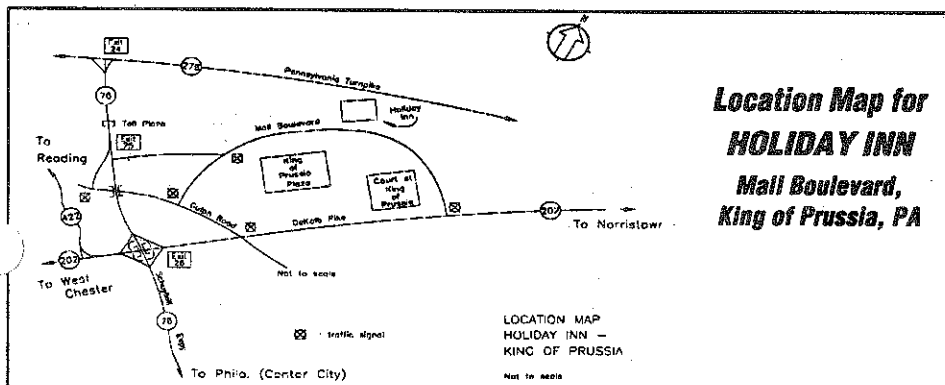 N
Exit
24
276
Pennsylvania Turnpike
76
Toll Plaza
Holiday
Inn
Mall Boulevard
To
Reading
Exit
King
of
Prussia
Plaza
Court at
King
of
Prussia
Gulph Road
DeKalb Pike
202
To Norristown
422
202
To West
Chester
Exit
26
Not to scale
Schuylkill
Expy
76
To Phila. (Center City)
traffic signal
LOCATION MAP
HOLIDAY INN –
KING OF PRUSSIA
Not to scale
Location Map for
HOLIDAY INN
Mall Boulevard,
King of Prussia, PA